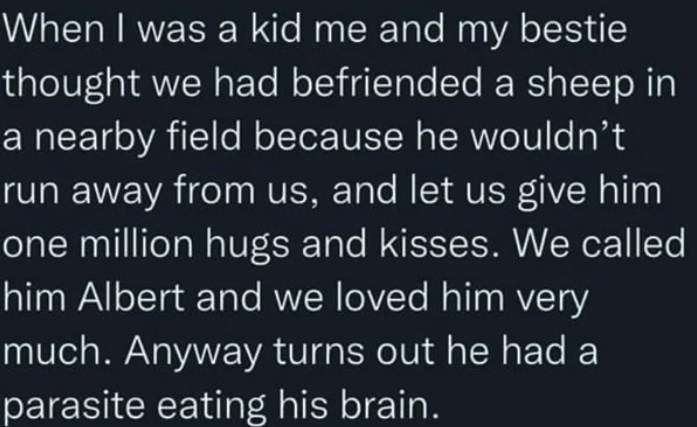 When I was a kid me and my bestie
thought we had befriended a sheep in
a nearby field because he wouldn’t
run away from us, and let us give him
one million hugs and kisses. We called
him Albert and we loved him very
much. Anyway turns out he had a
parasite eating his brain.